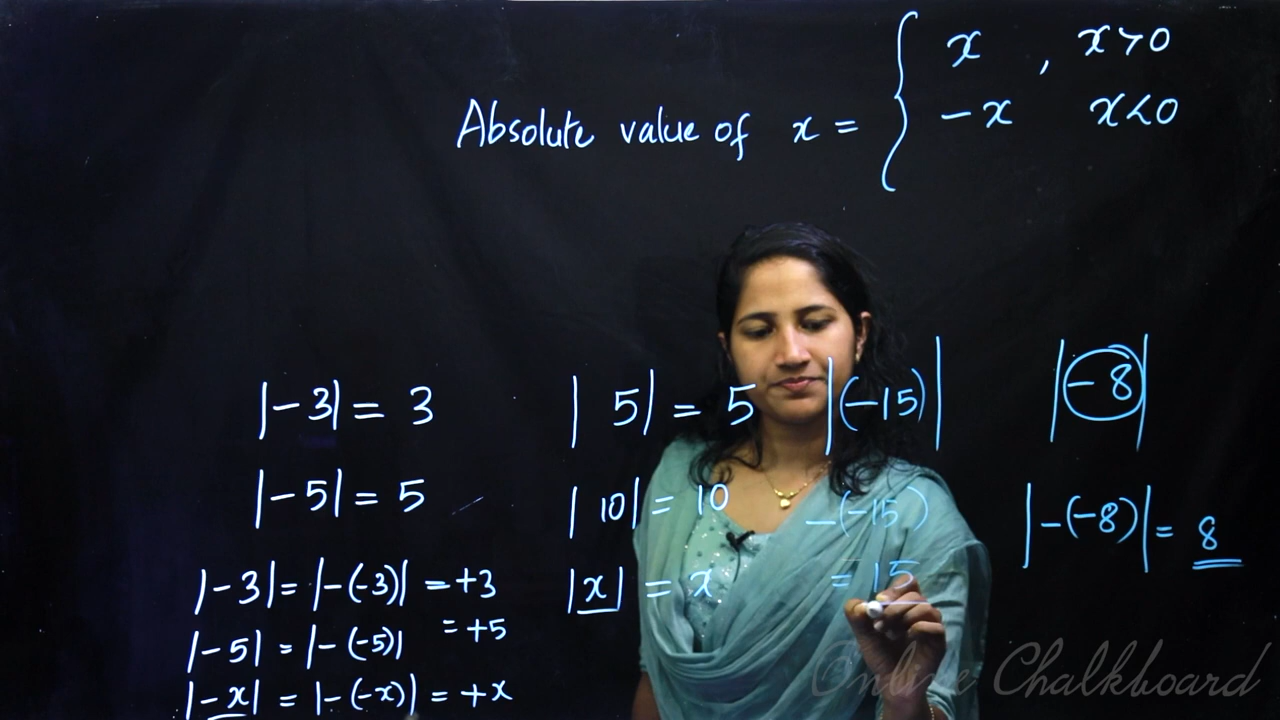 x , x>0
Absolute value of x = {
-x x<0
|-3| = 3
|-5| = 5
|-3| = |-(-3)| = +3
|-5| = |-(-5)| = +5
|-x| = |-(-x)| = +x
| 5| = 5
| 10| = 10
|x| = x
|(-15)|
-(-15)
= 15
|-8|
|-(-8)| = 8
Online Chalkboard